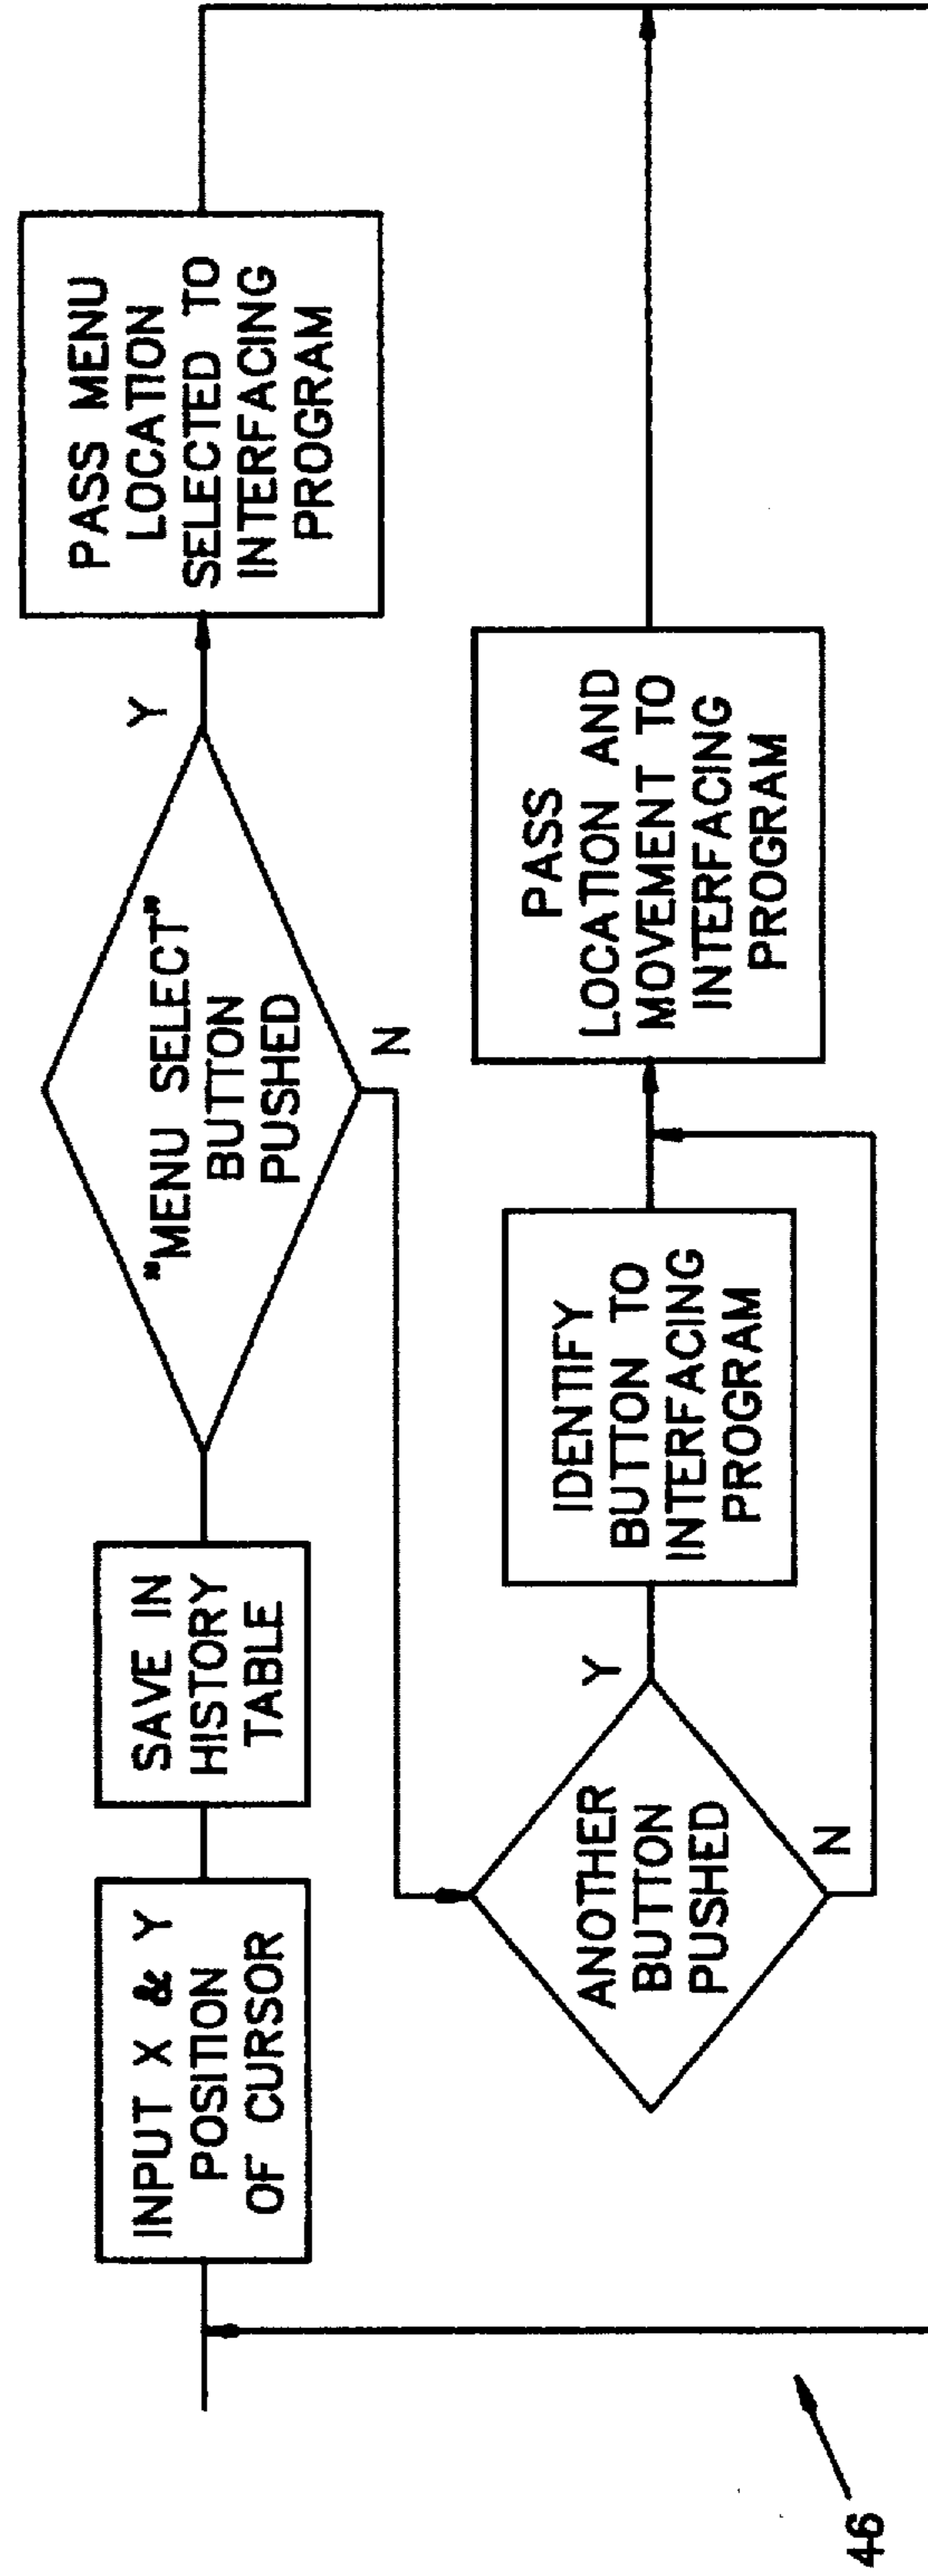 INPUT X & Y
POSITION
OF CURSOR
SAVE IN
HISTORY
TABLE
"MENU SELECT"
BUTTON
PUSHED
Y
N
PASS MENU
LOCATION
SELECTED TO
INTERFACING
PROGRAM
ANOTHER
BUTTON
PUSHED
Y
N
IDENTIFY
BUTTON TO
INTERFACING
PROGRAM
PASS
LOCATION AND
MOVEMENT TO
INTERFACING
PROGRAM
46